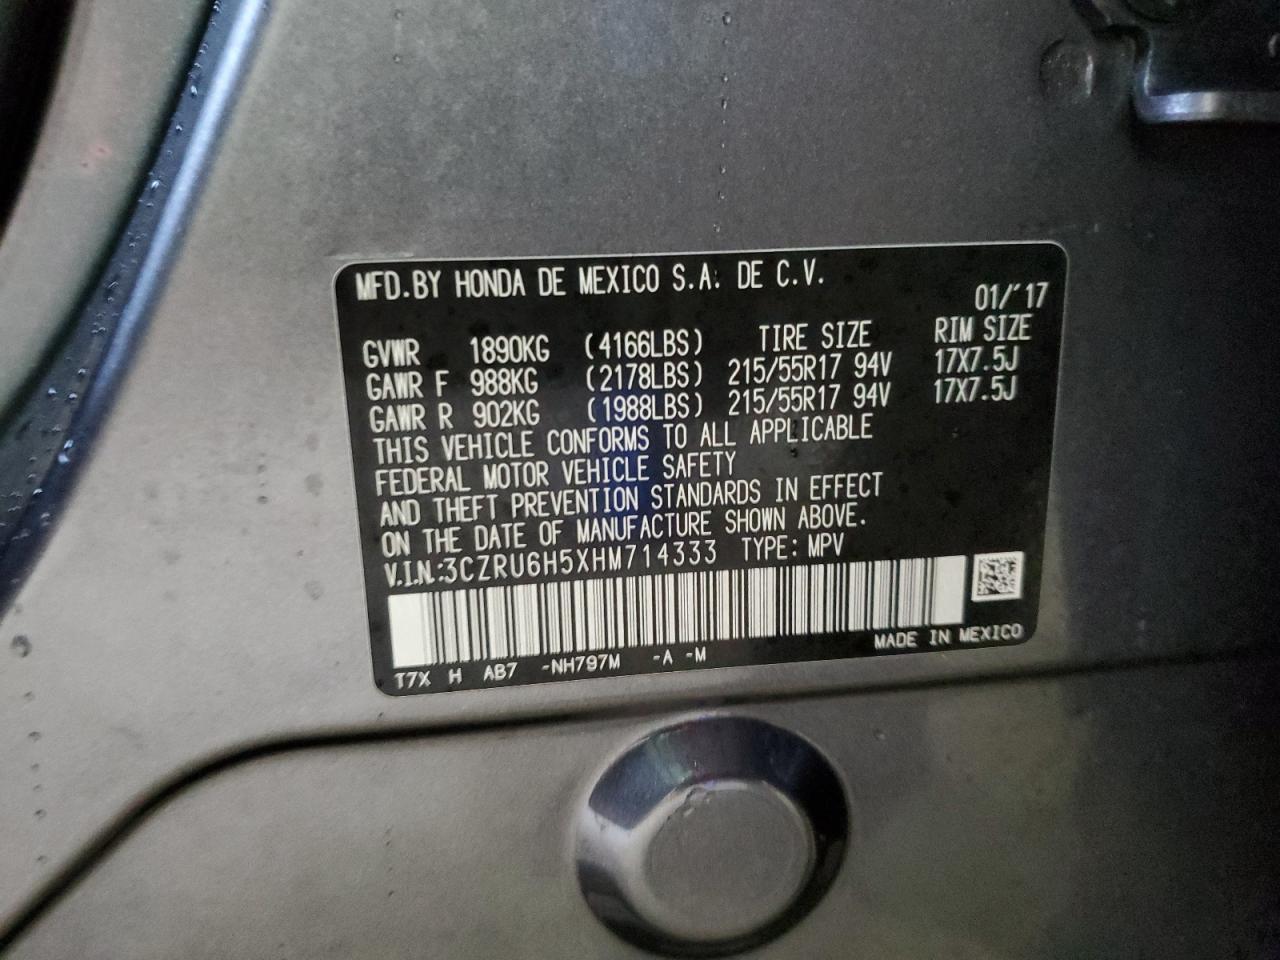 MFD.BY HONDA DE MEXICO S.A. DE C.V.
01/'17
GVWR 1890KG (4166LBS) TIRE SIZE RIM SIZE
GAWR F 988KG (2178LBS) 215/55R17 94V 17X7.5J
GAWR R 902KG (1988LBS) 215/55R17 94V 17X7.5J
THIS VEHICLE CONFORMS TO ALL APPLICABLE
FEDERAL MOTOR VEHICLE SAFETY
AND THEFT PREVENTION STANDARDS IN EFFECT
ON THE DATE OF MANUFACTURE SHOWN ABOVE.
V.I.N.:3CZRU6H5XHM714333 TYPE: MPV
MADE IN MEXICO
T7X H AB7 -NH797M -A -M